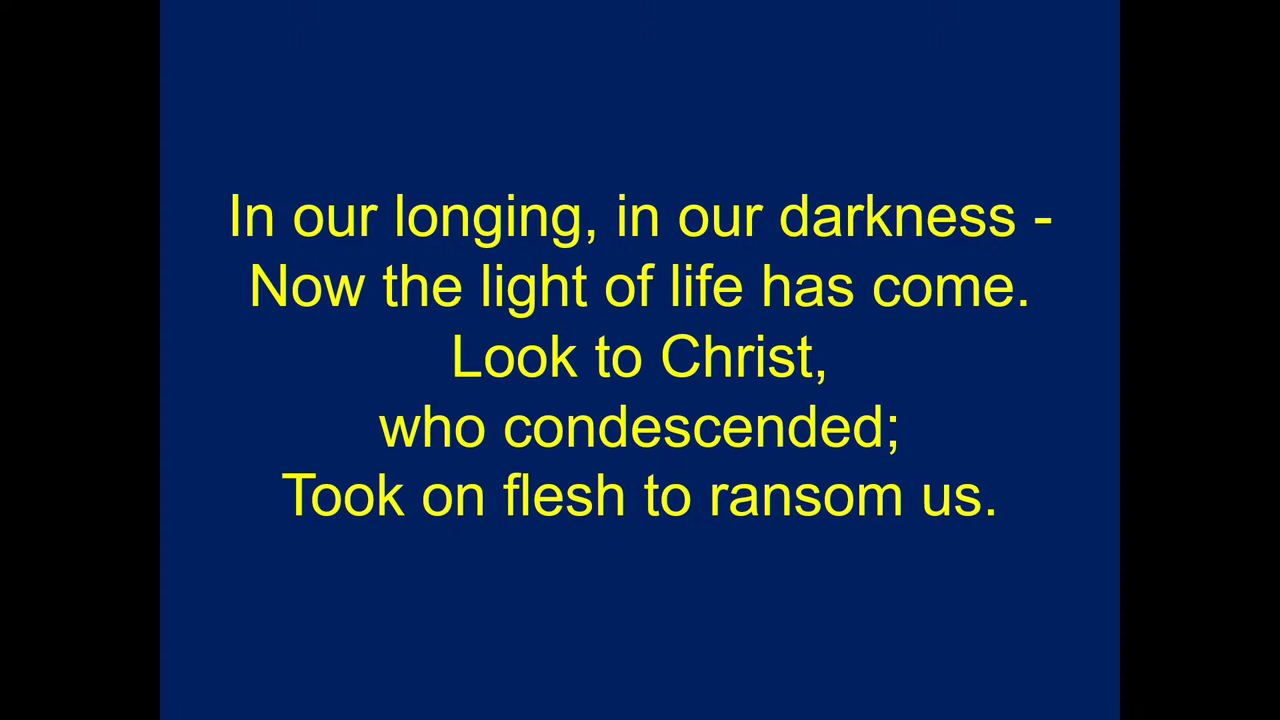 In our longing, in our darkness -
Now the light of life has come.
Look to Christ,
who condescended;
Took on flesh to ransom us.